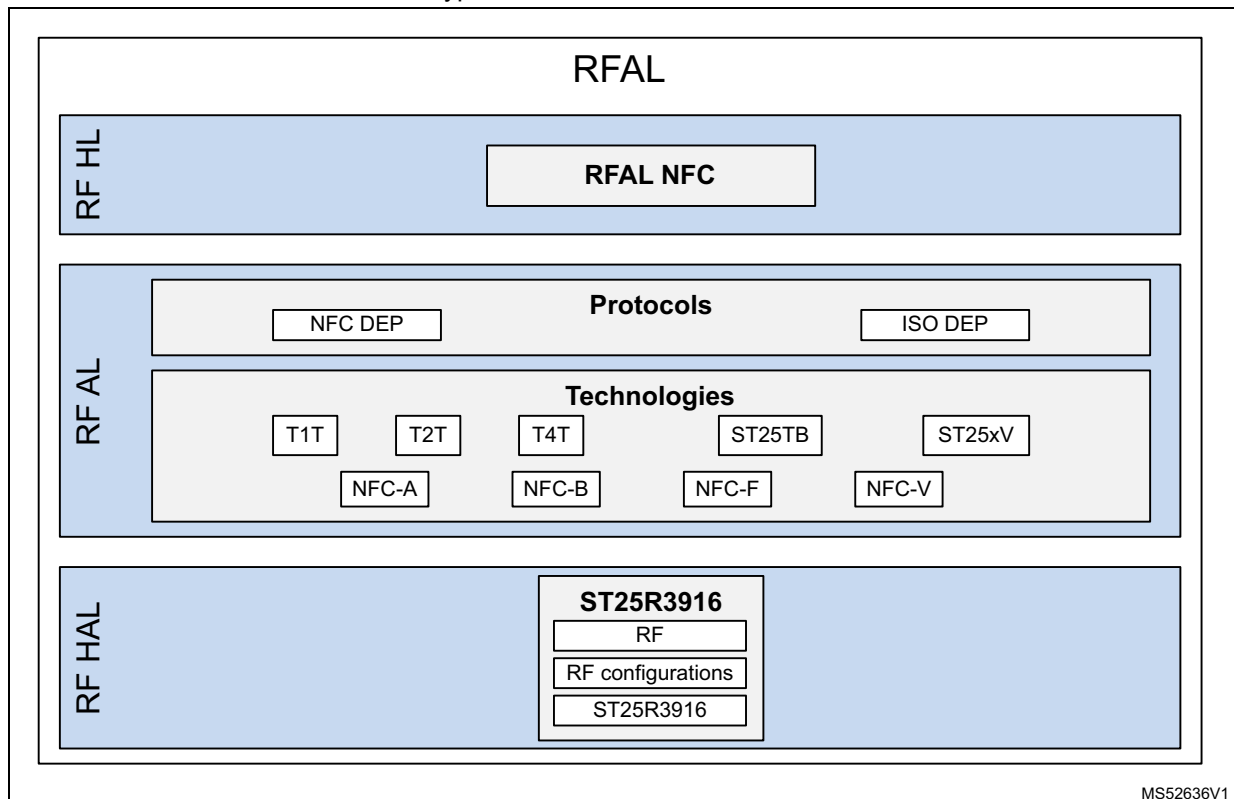 RFAL
RF HL
RFAL NFC
RF AL
Protocols
NFC DEP
ISO DEP
Technologies
T1T
T2T
T4T
ST25TB
ST25xV
NFC-A
NFC-B
NFC-F
NFC-V
RF HAL
ST25R3916
RF
RF configurations
ST25R3916
MS52636V1